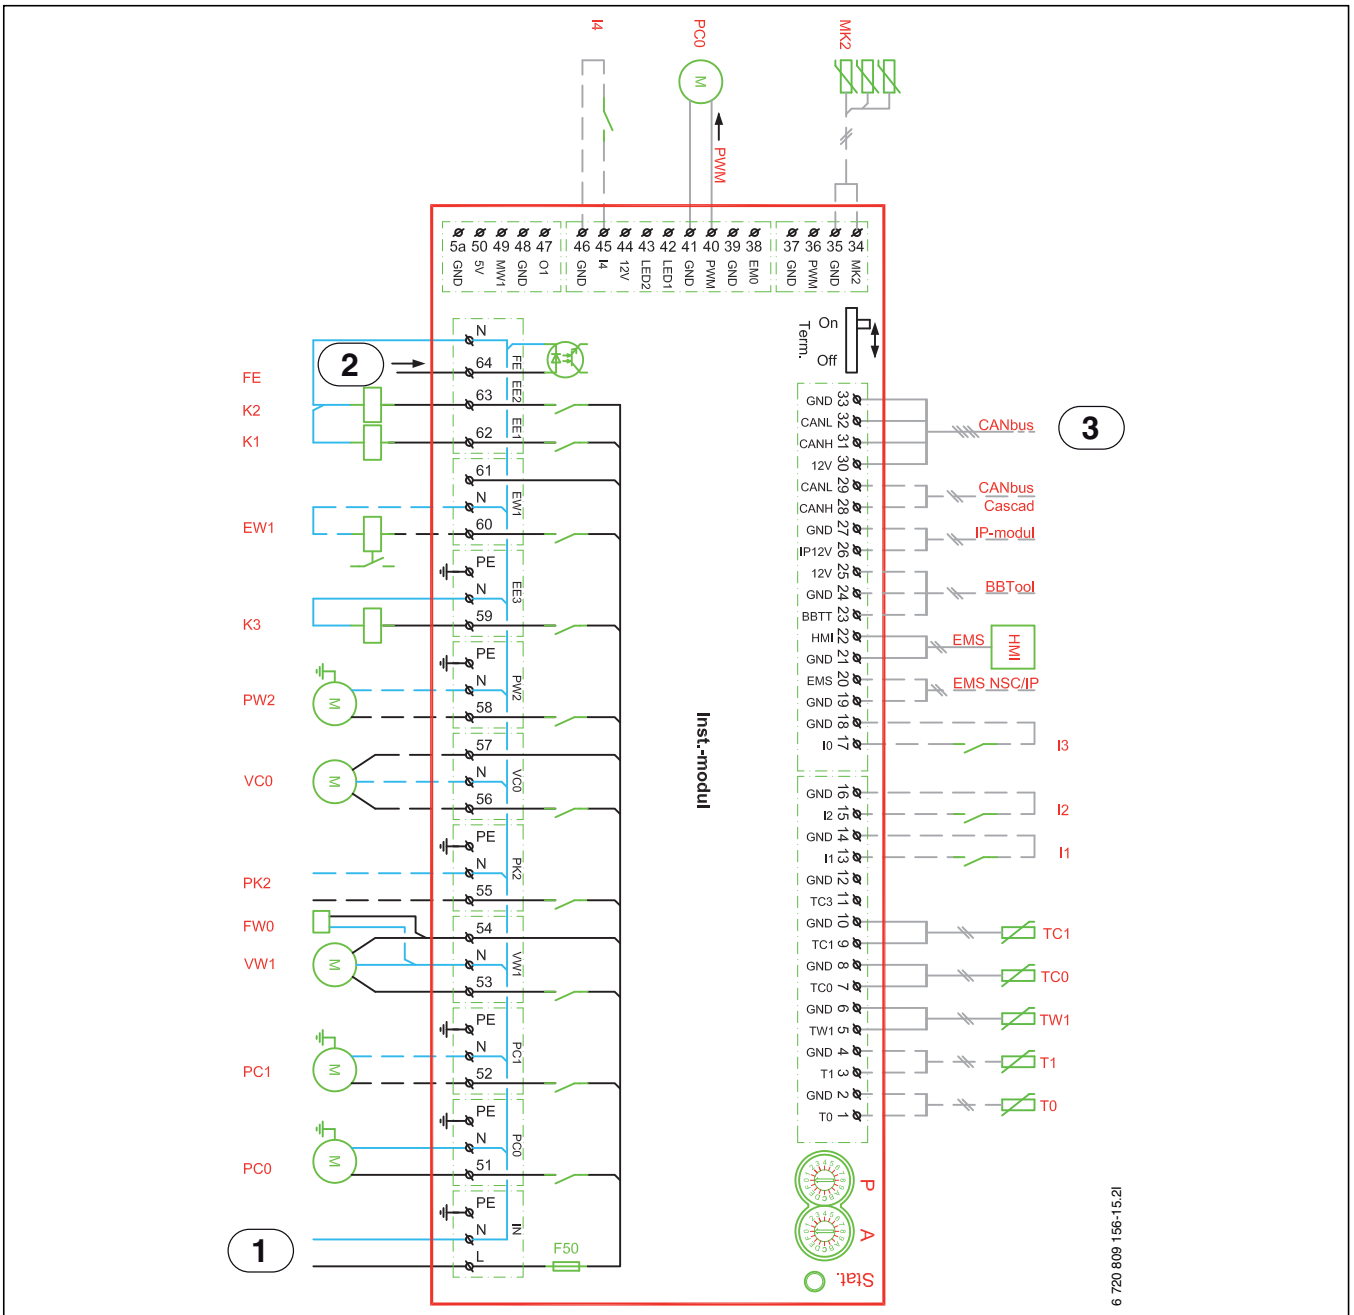 I4
PC0
MK2
PWM
5a 50 49 48 47
GND 5V MW1 GND O1
46 45 44 43 42 41 40 39 38
GND I4 12V LED2 LED1 GND PWM GND EM0
37 36 35 34
GND PWM GND MK2
On
Off
Term.
2
FE
K2
K1
EW1
K3
PW2
VC0
PK2
FW0
VW1
PC1
PC0
1
N
64
FE
63
EE2
62
EE1
61
N
EW1
60
PE
N
EE3
59
PE
N
PW2
58
57
N
VC0
56
PE
N
PK2
55
54
N
VW1
53
PE
N
PC1
52
PE
N
PC0
51
PE
N
IN
L
F50
M
M
M
M
M
M
Inst.-modul
GND 33
CANL 32
CANH 31
12V 30
CANL 29
CANH 28
GND 27
IP12V 26
12V 25
GND 24
BBTT 23
HMI 22
GND 21
EMS 20
GND 19
GND 18
I0 17
GND 16
I2 15
GND 14
I1 13
GND 12
TC3 11
GND 10
TC1 9
GND 8
TC0 7
GND 6
TW1 5
GND 4
T1 3
GND 2
T0 1
CANbus
3
CANbus
Cascad
IP-modul
BBTool
EMS
HMI
EMS NSC/IP
I3
I2
I1
TC1
TC0
TW1
T1
T0
P
A
Stat.
6 720 809 156-15.2I